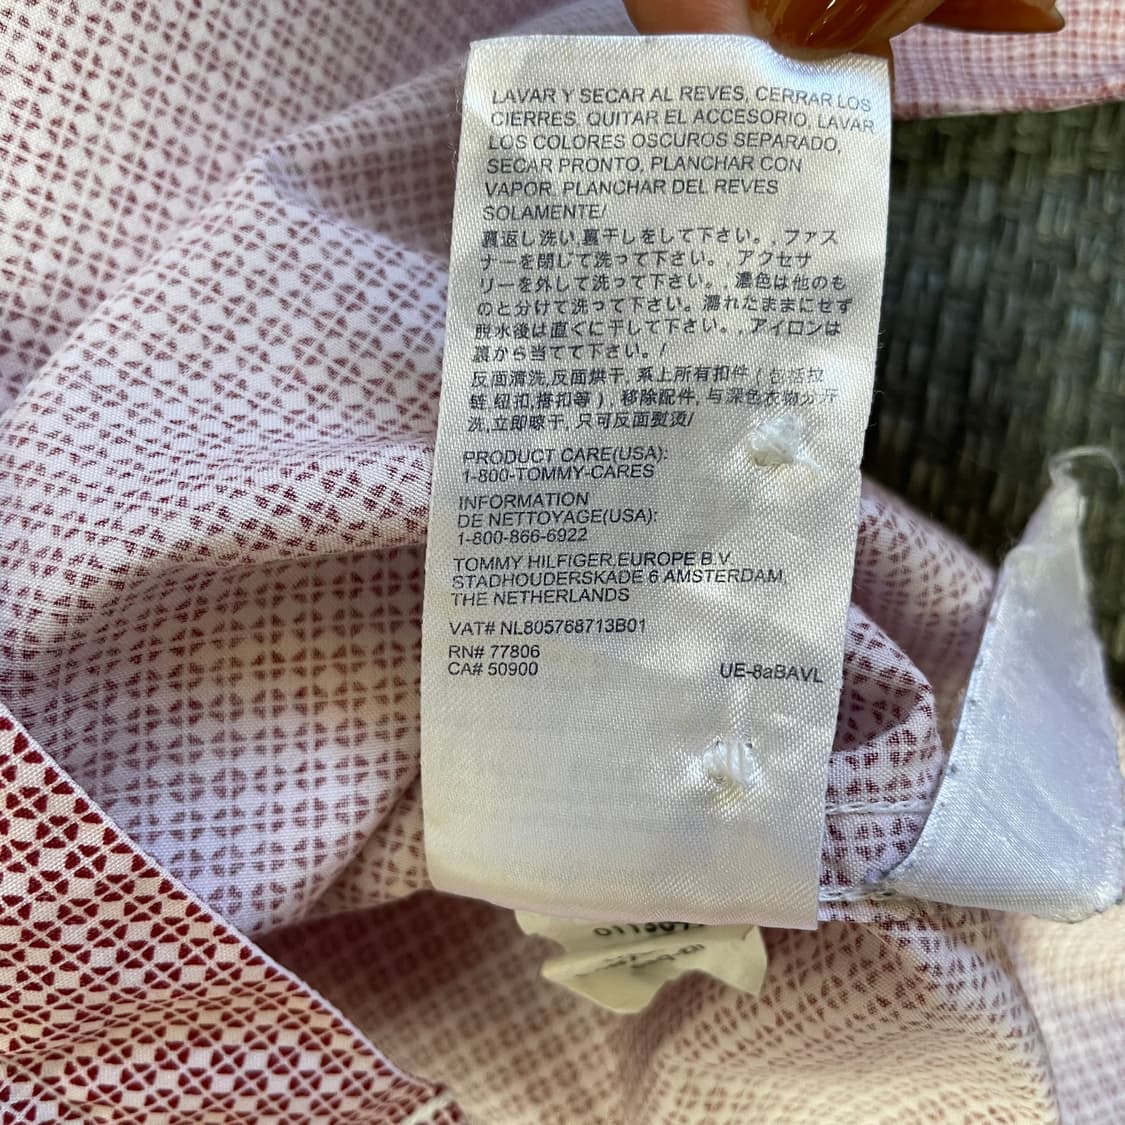 LAVAR Y SECAR AL REVES, CERRAR LOS
CIERRES, QUITAR EL ACCESORIO, LAVAR
LOS COLORES OSCUROS SEPARADO,
SECAR PRONTO, PLANCHAR CON
VAPOR, PLANCHAR DEL REVES
SOLAMENTE/
裏返し洗い,裏干しをして下さい。,ファス
ナーを閉じて洗って下さい。 アクセサ
リーを外して洗って下さい。,濃色は他のも
のと分けて洗って下さい。濡れたままにせず
脱水後は直ぐに干して下さい。,アイロンは
裏から当てて下さい。/
反面清洗,反面烘干, 系上所有扣件 ( 包括拉
链,纽扣,搭扣等 ) , 移除配件, 与深色衣物分开
洗,立即晾干, 只可反面熨烫/
PRODUCT CARE(USA):
1-800-TOMMY-CARES
INFORMATION
DE NETTOYAGE(USA):
1-800-866-6922
TOMMY HILFIGER EUROPE B.V.
STADHOUDERSKADE 6 AMSTERDAM,
THE NETHERLANDS
VAT# NL805768713B01
RN# 77806
CA# 50900 UE-8aBAVL